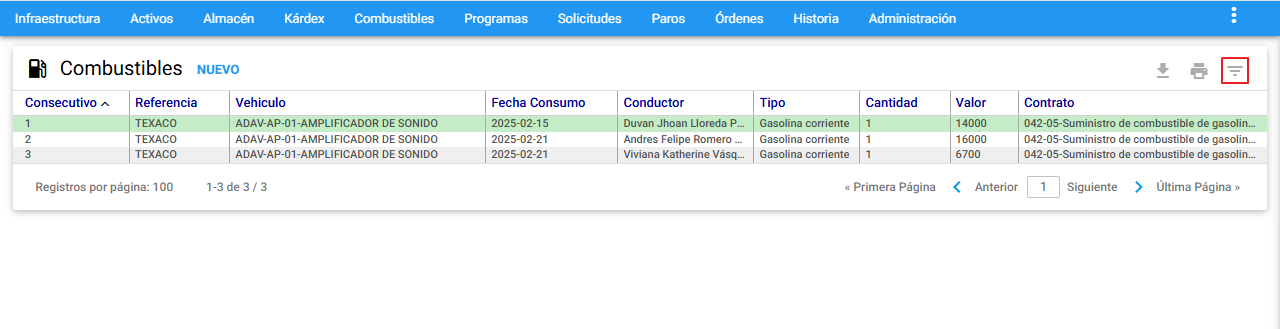 Infraestructura Activos Almacén Kárdex Combustibles Programas Solicitudes Paros Órdenes Historia Administración
Combustibles NUEVO
Consecutivo Referencia Vehiculo Fecha Consumo Conductor Tipo Cantidad Valor Contrato
1 TEXACO ADAV-AP-01-AMPLIFICADOR DE SONIDO 2025-02-15 Duvan Jhoan Lloreda P... Gasolina corriente 1 14000 042-05-Suministro de combustible de gasolin...
2 TEXACO ADAV-AP-01-AMPLIFICADOR DE SONIDO 2025-02-21 Andres Felipe Romero ... Gasolina corriente 1 16000 042-05-Suministro de combustible de gasolin...
3 TEXACO ADAV-AP-01-AMPLIFICADOR DE SONIDO 2025-02-21 Viviana Katherine Vásq... Gasolina corriente 1 6700 042-05-Suministro de combustible de gasolin...
Registros por página: 100 1-3 de 3 / 3 « Primera Página Anterior 1 Siguiente Última Página »